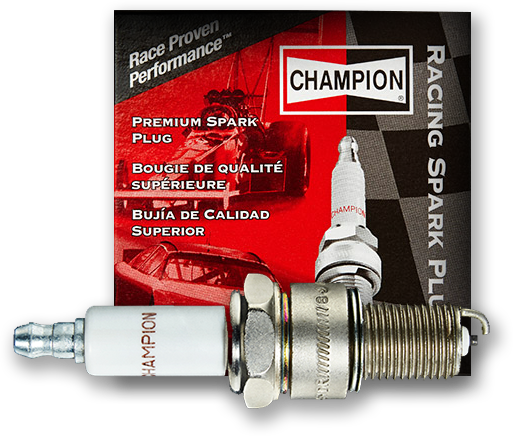 Race Proven
Performance™
CHAMPION
®
PREMIUM SPARK
PLUG
BOUGIE DE QUALITÉ
SUPÉRIEURE
BUJÍA DE CALIDAD
SUPERIOR
RACING SPARK PLU
CHAMPION
CHAMPION